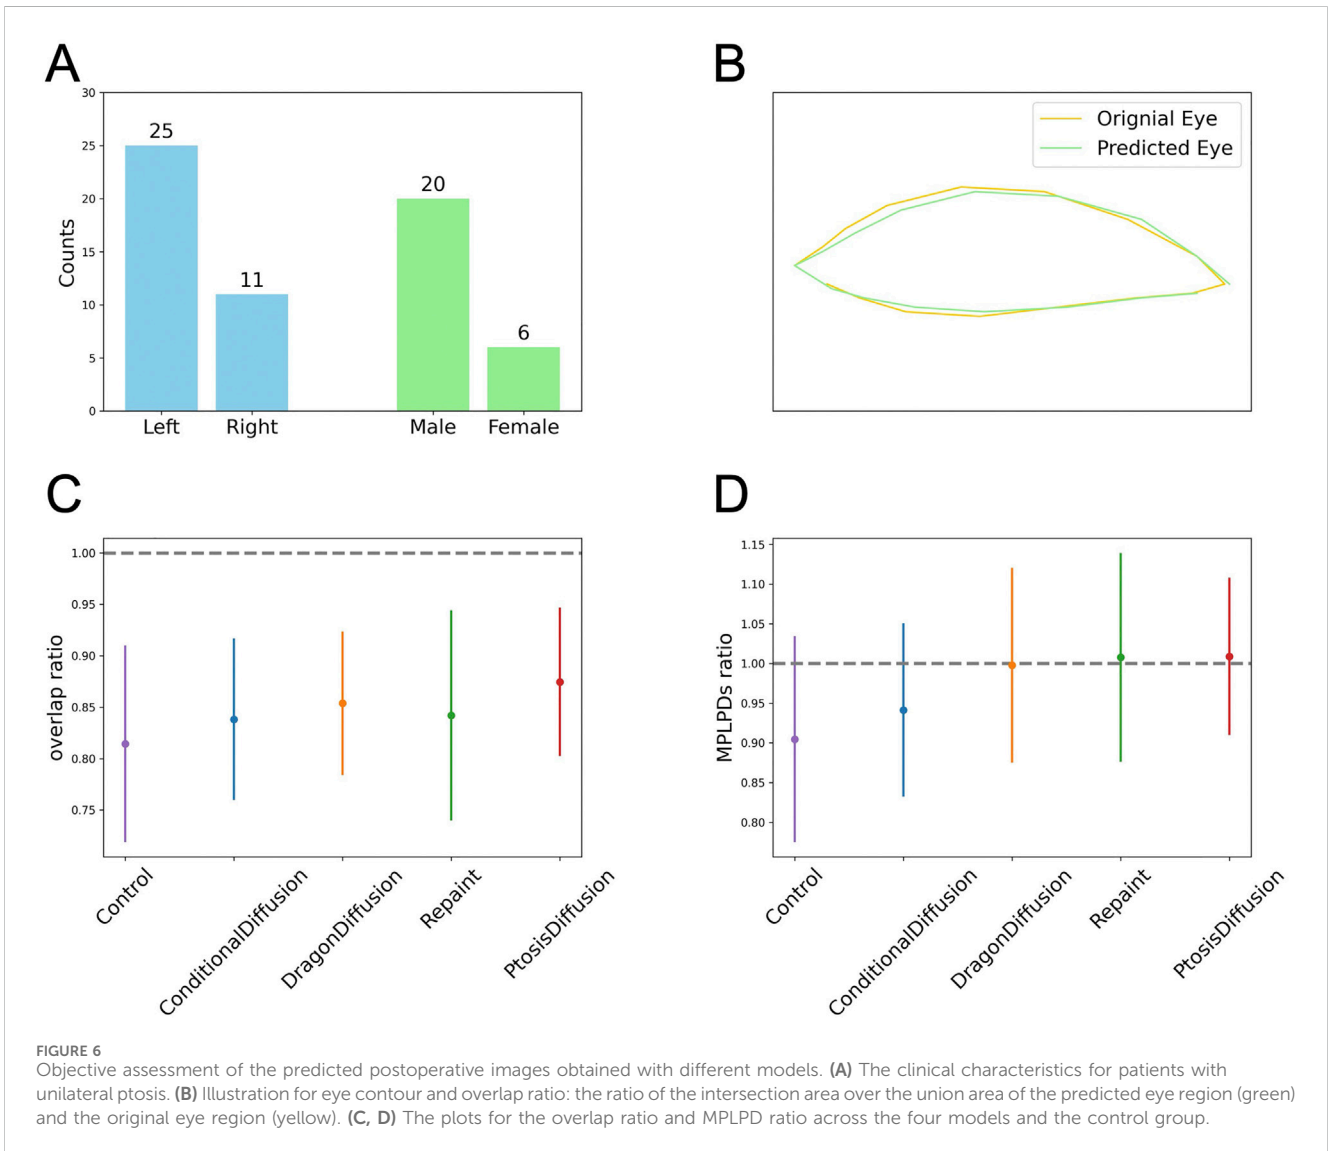 A
30
25
20
15
10
5
0
Counts
25
11
20
6
Left
Right
Male
Female
B
Orignial Eye
Predicted Eye
C
1.00
0.95
0.90
0.85
0.80
0.75
overlap ratio
Control
ConditionalDiffusion
DragonDiffusion
Repaint
PtosisDiffusion
D
1.15
1.10
1.05
1.00
0.95
0.90
0.85
0.80
MPLPDs ratio
Control
ConditionalDiffusion
DragonDiffusion
Repaint
PtosisDiffusion
FIGURE 6
Objective assessment of the predicted postoperative images obtained with different models. (A) The clinical characteristics for patients with
unilateral ptosis. (B) Illustration for eye contour and overlap ratio: the ratio of the intersection area over the union area of the predicted eye region (green)
and the original eye region (yellow). (C, D) The plots for the overlap ratio and MPLPD ratio across the four models and the control group.